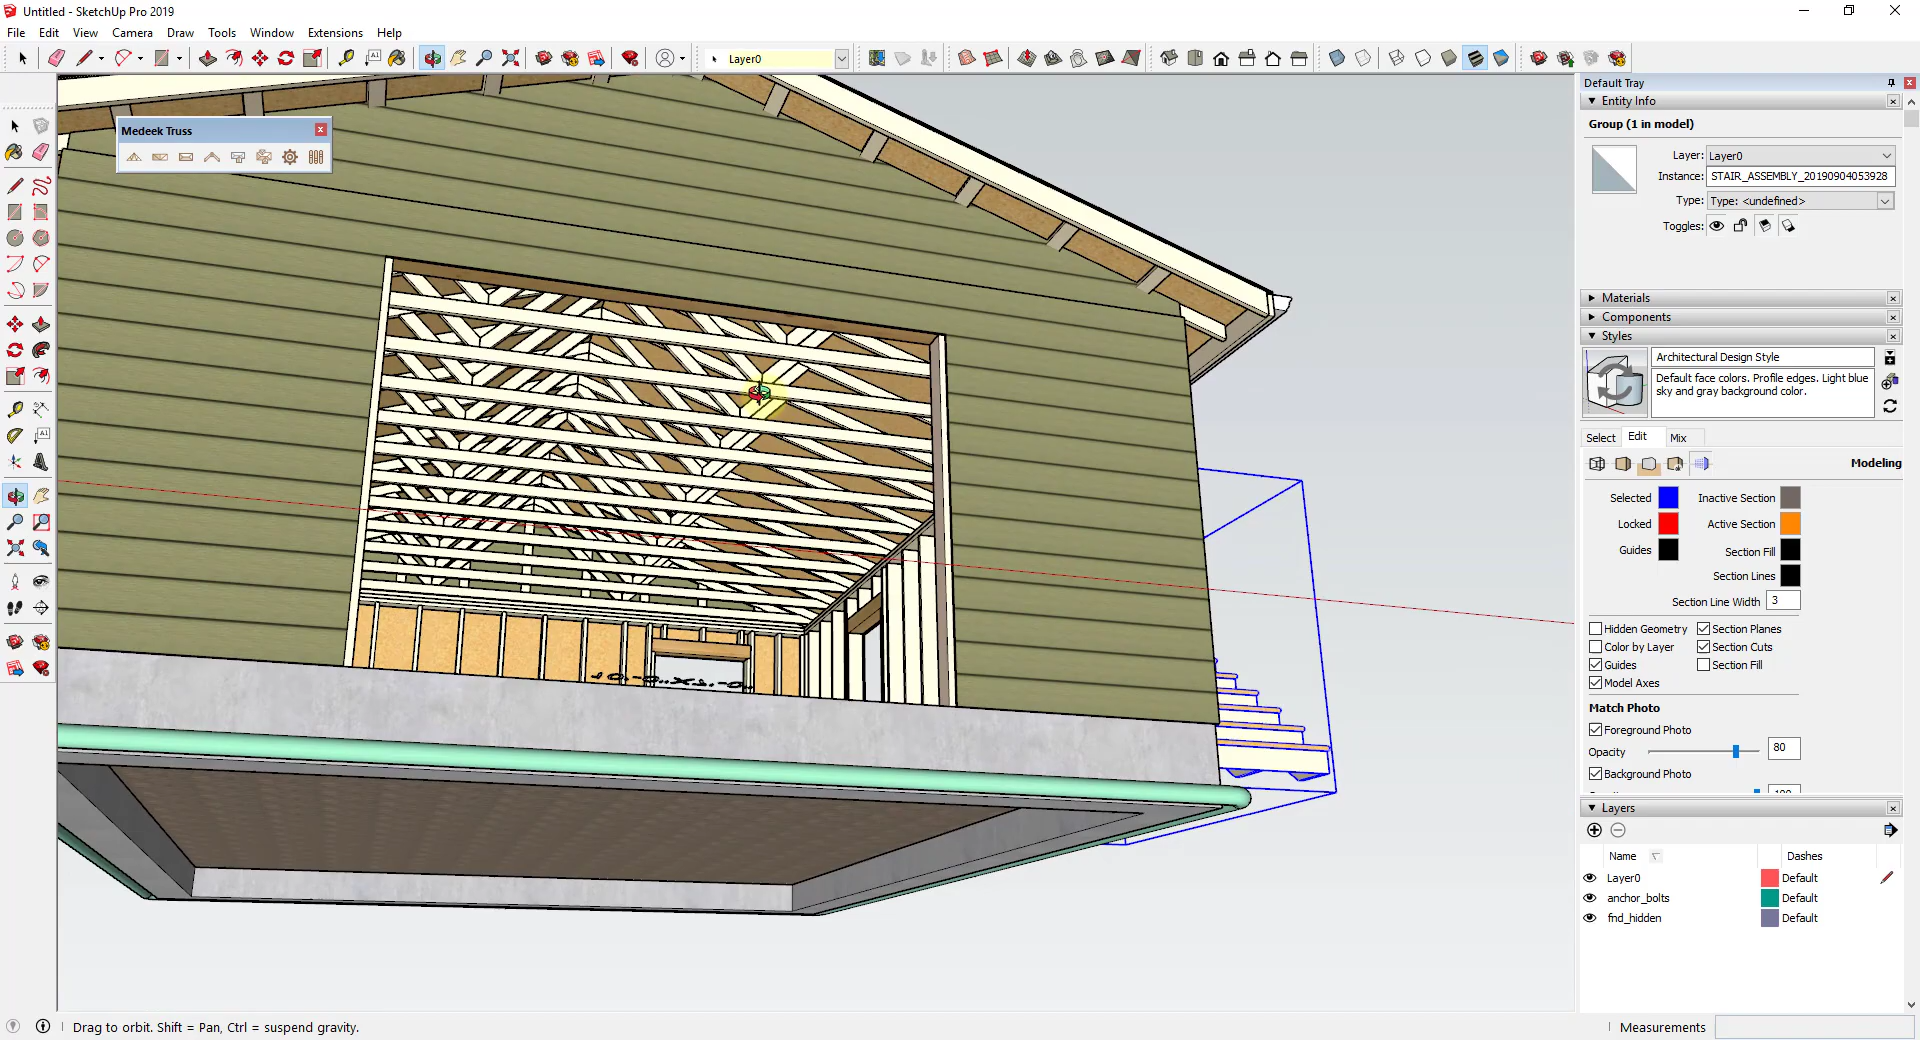 Untitled - SketchUp Pro 2019
File Edit View Camera Draw Tools Window Extensions Help
Layer0
Default Tray
Entity Info
Group (1 in model)
Layer: Layer0
Instance: STAIR_ASSEMBLY_20190904053928
Type: Type: <undefined>
Toggles:
Medeek Truss
Materials
Components
Styles
Architectural Design Style
Default face colors. Profile edges. Light blue
sky and gray background color.
Select Edit Mix
Modeling
Selected Inactive Section
Locked Active Section
Guides Section Fill
Section Lines
Section Line Width 3
Hidden Geometry Section Planes
Color by Layer Section Cuts
Guides Section Fill
Model Axes
Match Photo
Foreground Photo
Opacity 80
Background Photo
Layers
Name Dashes
Layer0 Default
anchor_bolts Default
fnd_hidden Default
Drag to orbit. Shift = Pan, Ctrl = suspend gravity.
Measurements